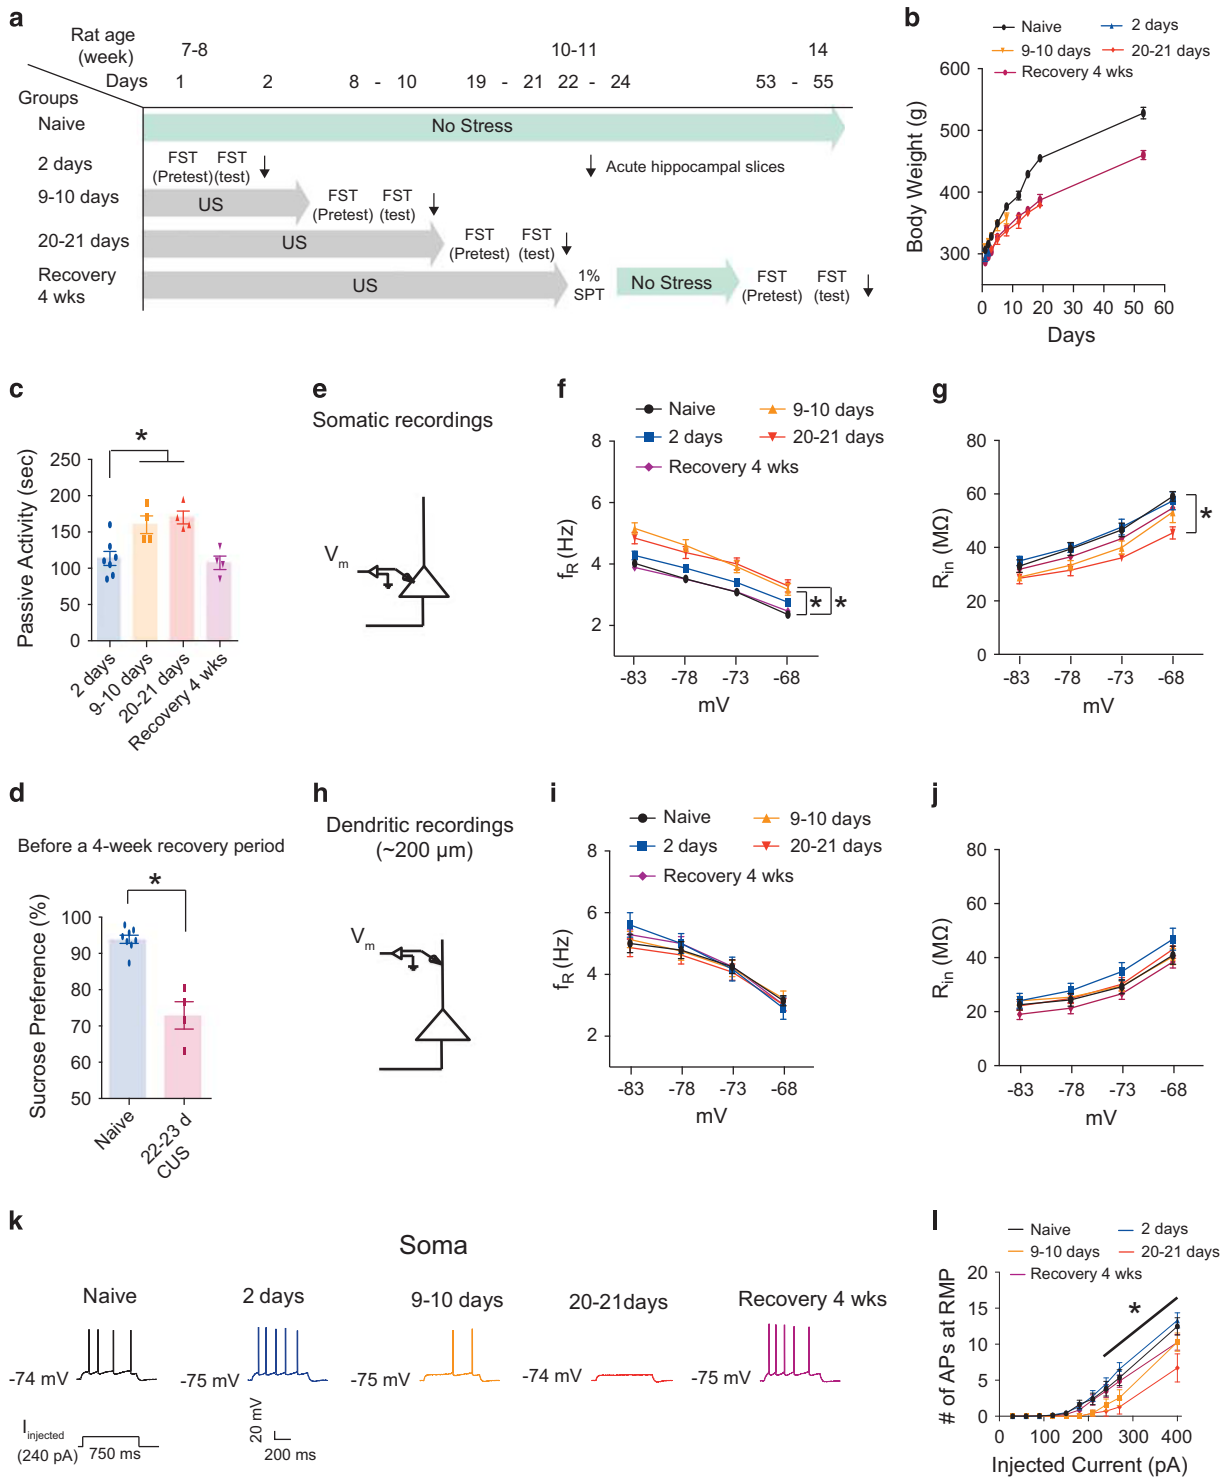 a
Rat age
(week)
7-8
10-11
14
Days
1
2
8 - 10
19 - 21
22 - 24
53 - 55
Groups
Naive
No Stress
2 days
FST
(Pretest)
FST
(test)
Acute hippocampal slices
9-10 days
US
FST
(Pretest)
FST
(test)
20-21 days
US
FST
(Pretest)
FST
(test)
Recovery
4 wks
US
1%
SPT
No Stress
FST
(Pretest)
FST
(test)
b
Naive
2 days
9-10 days
20-21 days
Recovery 4 wks
Body Weight (g)
600
500
400
300
0 10 20 30 40 50 60
Days
c
*
Passive Activity (sec)
250
200
150
100
50
0
2 days
9-10 days
20-21 days
Recovery 4 wks
e
Somatic recordings
Vm
f
Naive
9-10 days
2 days
20-21 days
Recovery 4 wks
fR (Hz)
8
6
4
2
* *
-83 -78 -73 -68
mV
g
Rin (MΩ)
80
60
40
20
0
*
-83 -78 -73 -68
mV
d
Before a 4-week recovery period
*
Sucrose Preference (%)
100
90
80
70
60
50
Naive
22-23 d
CUS
h
Dendritic recordings
(~200 µm)
Vm
i
Naive
9-10 days
2 days
20-21 days
Recovery 4 wks
fR (Hz)
8
6
4
2
-83 -78 -73 -68
mV
j
Rin (MΩ)
80
60
40
20
0
-83 -78 -73 -68
mV
k
Soma
Naive
2 days
9-10 days
20-21days
Recovery 4 wks
-74 mV
-75 mV
-75 mV
-74 mV
-75 mV
20 mV
200 ms
Iinjected
(240 pA)
750 ms
l
Naive
2 days
9-10 days
20-21 days
Recovery 4 wks
# of APs at RMP
20
15
10
5
0
*
0 100 200 300 400
Injected Current (pA)